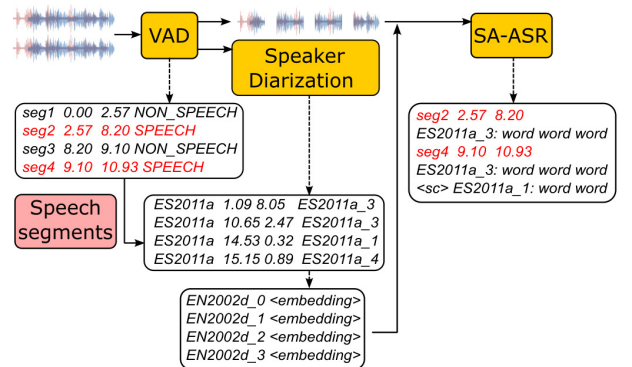 VAD
SA-ASR
Speaker
Diarization
seg1 0.00 2.57 NON_SPEECH
seg2 2.57 8.20 SPEECH
seg3 8.20 9.10 NON_SPEECH
seg4 9.10 10.93 SPEECH
seg2 2.57 8.20
ES2011a_3: word word word
seg4 9.10 10.93
ES2011a_3: word word word
<sc> ES2011a_1: word word
Speech
segments
ES2011a 1.09 8.05 ES2011a_3
ES2011a 10.65 2.47 ES2011a_3
ES2011a 14.53 0.32 ES2011a_1
ES2011a 15.15 0.89 ES2011a_4
EN2002d_0 <embedding>
EN2002d_1 <embedding>
EN2002d_2 <embedding>
EN2002d_3 <embedding>